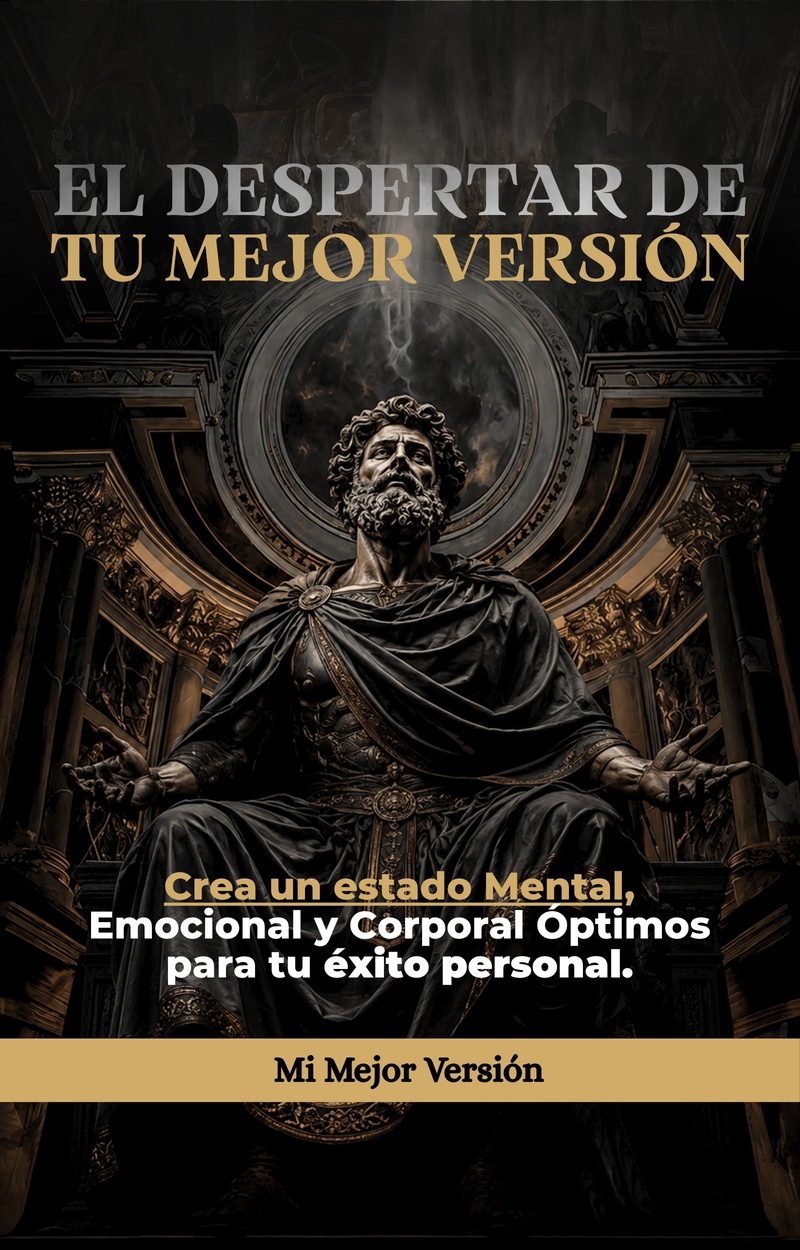 EL DESPERTAR DE
TU MEJOR VERSIÓN
Crea un estado Mental,
Emocional y Corporal Óptimos
para tu éxito personal.
Mi Mejor Versión